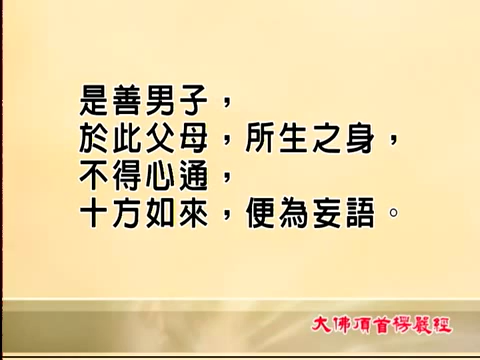 是善男子，
於此父母，所生之身，
不得心通，
十方如來，便為妄語。
大佛頂首楞嚴經